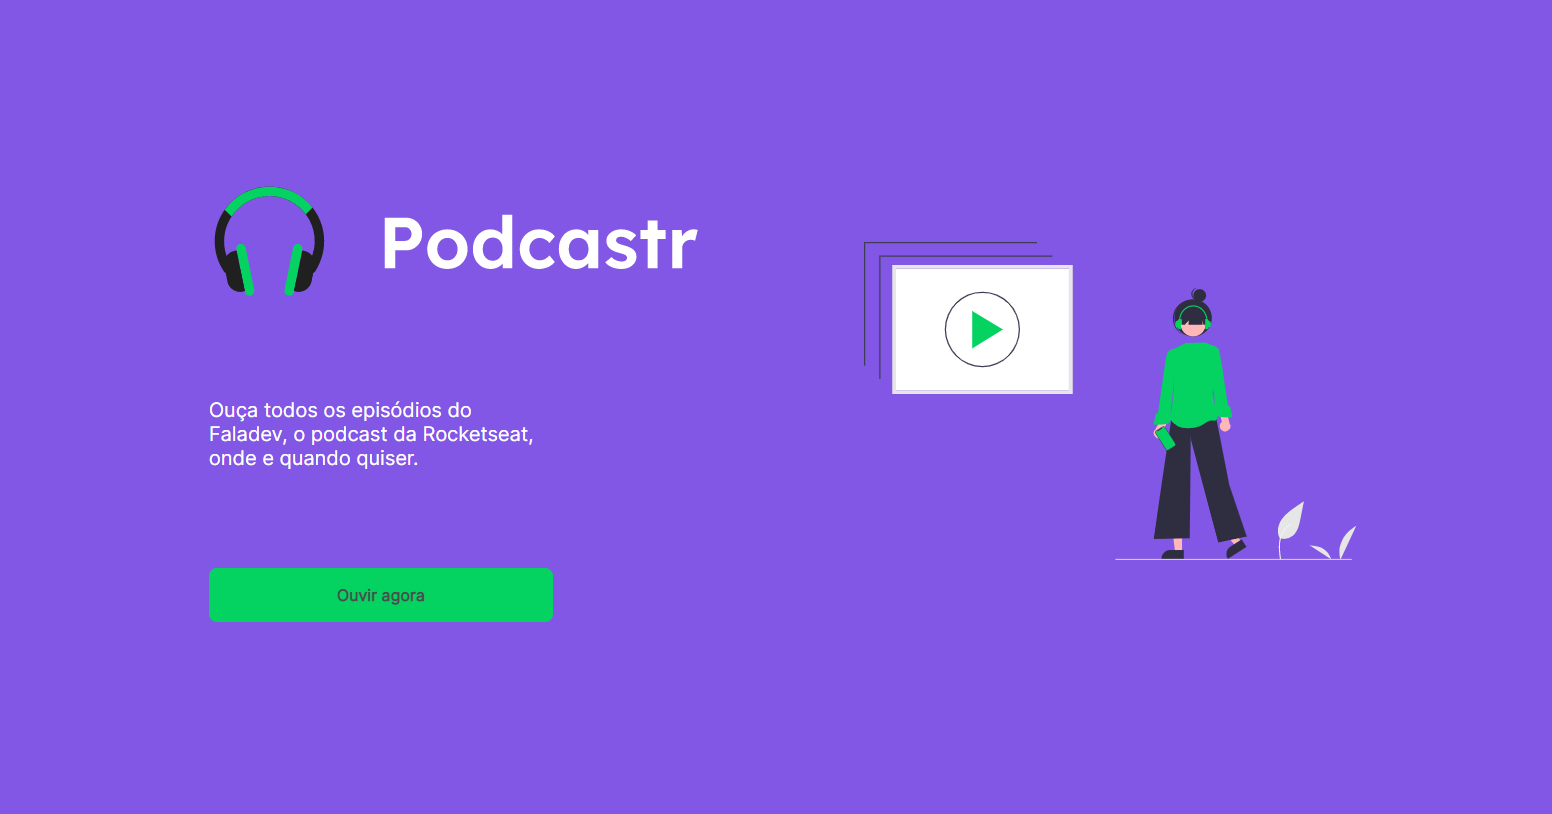 Podcastr
Ouça todos os episódios do
Faladev, o podcast da Rocketseat,
onde e quando quiser.
Ouvir agora